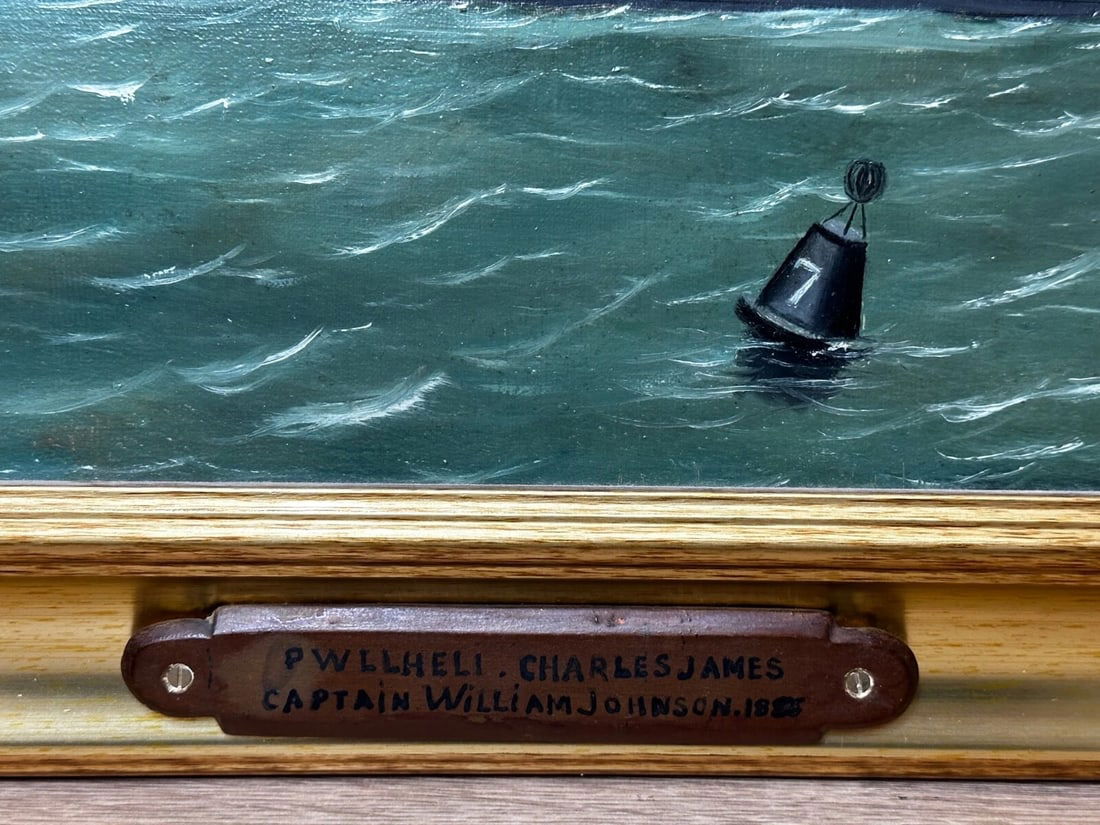 7
PWLLHELI. CHARLES JAMES
CAPTAIN WILLIAM JOHNSON.